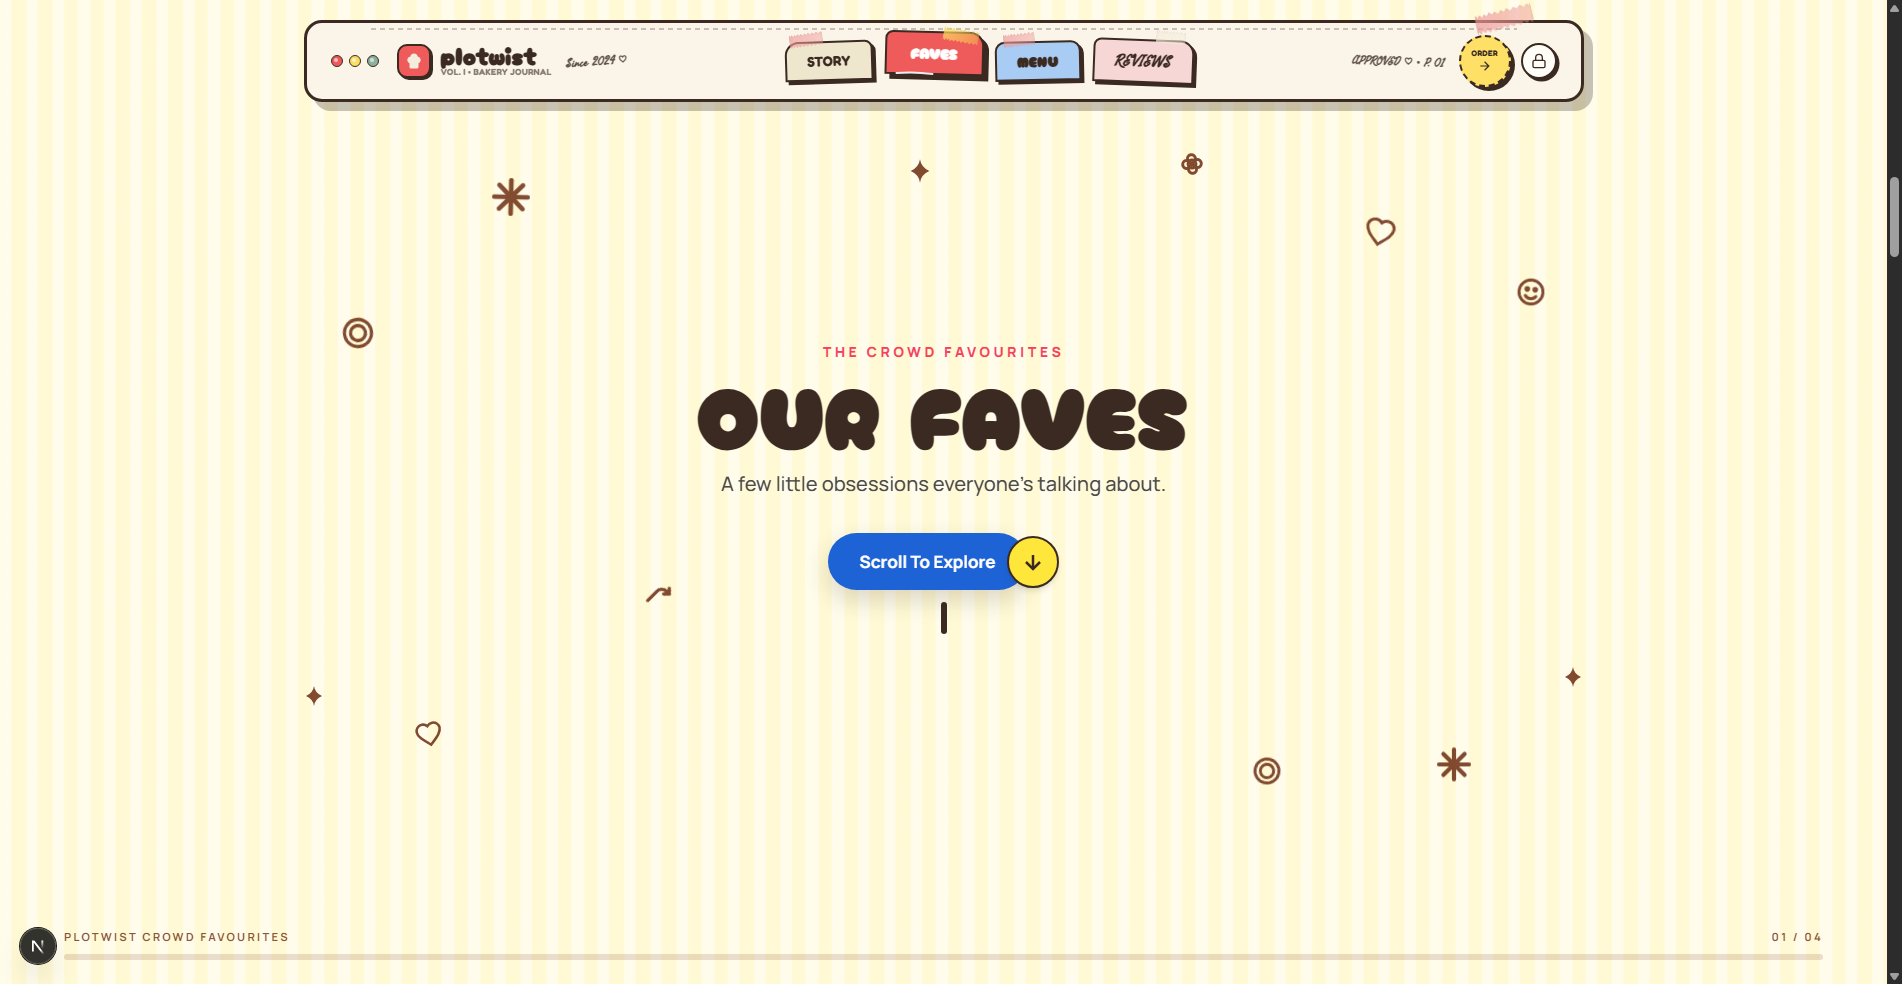 plotwist
VOL. I • BAKERY JOURNAL
Since 2024 ♡
STORY
FAVES
MENU
REVIEWS
APPROVED ♡ • P. 01
ORDER
→
THE CROWD FAVOURITES
OUR FAVES
A few little obsessions everyone's talking about.
Scroll To Explore
N
PLOTWIST CROWD FAVOURITES
01 / 04